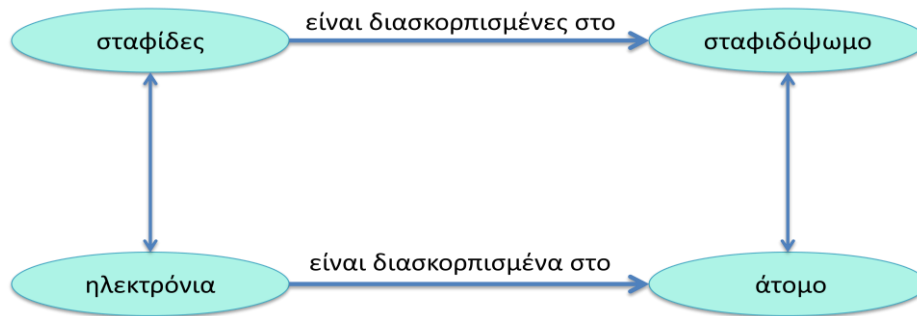 είναι διασκορπισμένες στο
σταφίδες
σταφιδόψωμο
είναι διασκορπισμένα στο
ηλεκτρόνια
άτομο